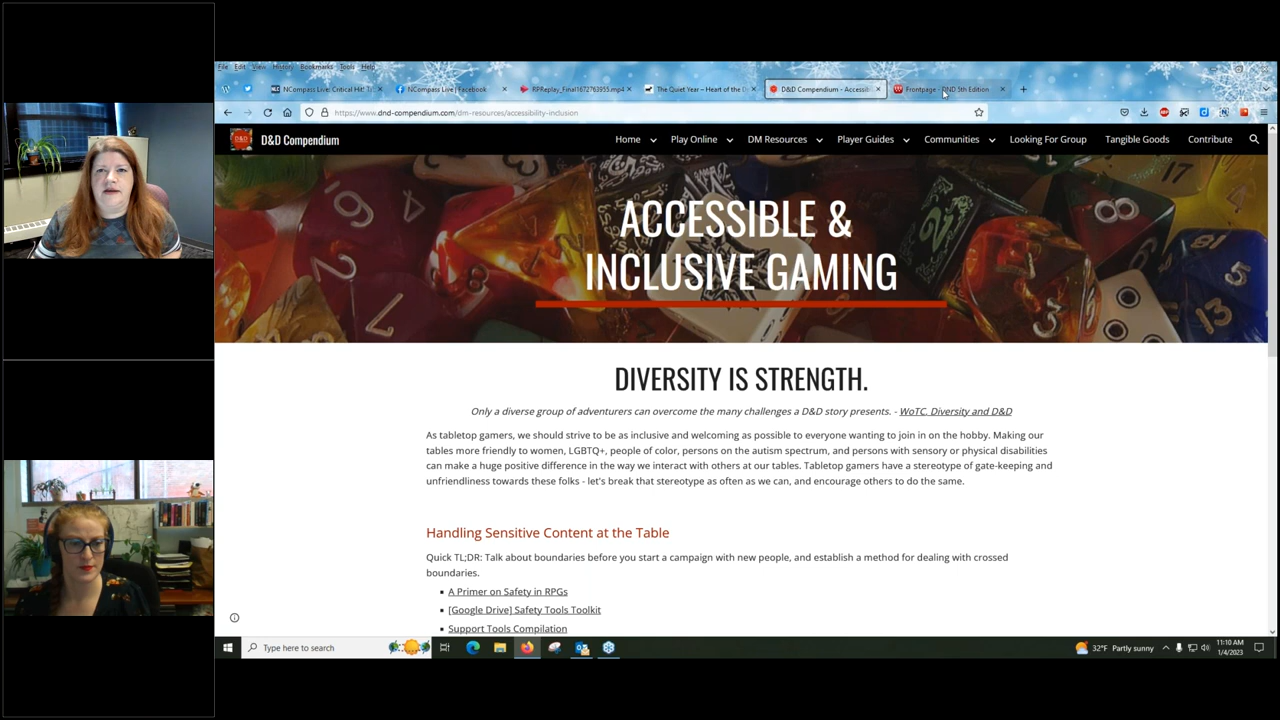 File Edit View History Bookmarks Tools Help
NCompass Live: Critical Hit! T
NCompass Live | Facebook
RPReplay_Final1672763955.mp4
The Quiet Year – Heart of the D
D&D Compendium - Accessib
Frontpage - RND 5th Edition
https://www.dnd-compendium.com/dm-resources/accessibility-inclusion
D&D Compendium
Home Play Online DM Resources Player Guides Communities Looking For Group Tangible Goods Contribute
ACCESSIBLE &
INCLUSIVE GAMING
DIVERSITY IS STRENGTH.
Only a diverse group of adventurers can overcome the many challenges a D&D story presents. - WoTC, Diversity and D&D
As tabletop gamers, we should strive to be as inclusive and welcoming as possible to everyone wanting to join in on the hobby. Making our
tables more friendly to women, LGBTQ+, people of color, persons on the autism spectrum, and persons with sensory or physical disabilities
can make a huge positive difference in the way we interact with others at our tables. Tabletop gamers have a stereotype of gate-keeping and
unfriendliness towards these folks - let's break that stereotype as often as we can, and encourage others to do the same.
Handling Sensitive Content at the Table
Quick TL;DR: Talk about boundaries before you start a campaign with new people, and establish a method for dealing with crossed
boundaries.
A Primer on Safety in RPGs
[Google Drive] Safety Tools Toolkit
Support Tools Compilation
Type here to search
32°F Partly sunny
11:10 AM
1/4/2023